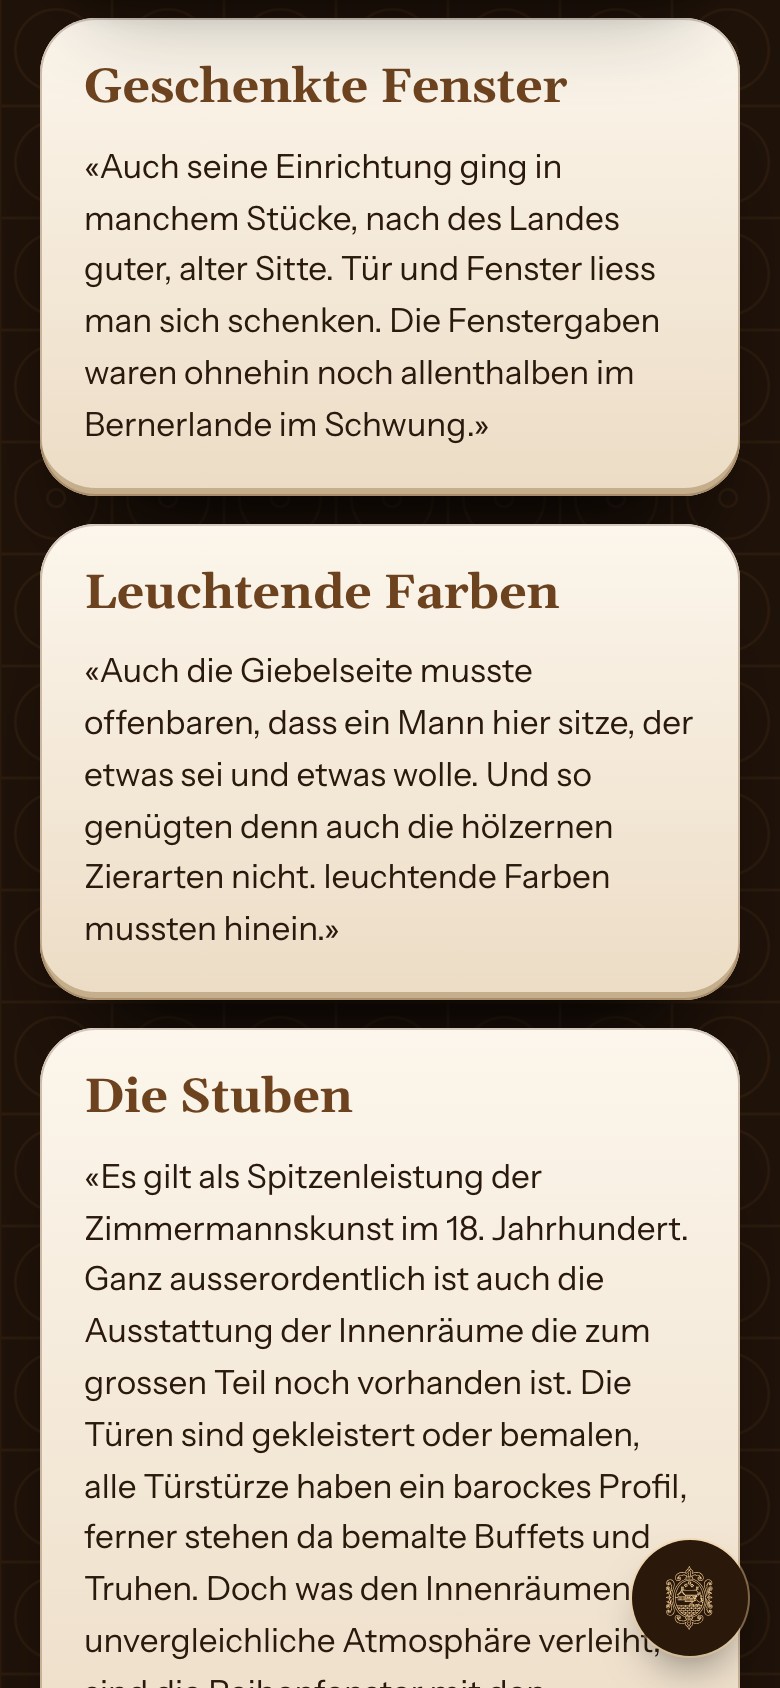 Geschenkte Fenster
«Auch seine Einrichtung ging in
manchem Stücke, nach des Landes
guter, alter Sitte. Tür und Fenster liess
man sich schenken. Die Fenstergaben
waren ohnehin noch allenthalben im
Bernerlande im Schwung.»
Leuchtende Farben
«Auch die Giebelseite musste
offenbaren, dass ein Mann hier sitze, der
etwas sei und etwas wolle. Und so
genügten denn auch die hölzernen
Zierarten nicht. leuchtende Farben
mussten hinein.»
Die Stuben
«Es gilt als Spitzenleistung der
Zimmermannskunst im 18. Jahrhundert.
Ganz ausserordentlich ist auch die
Ausstattung der Innenräume die zum
grossen Teil noch vorhanden ist. Die
Türen sind gekleistert oder bemalen,
alle Türstürze haben ein barockes Profil,
ferner stehen da bemalte Buffets und
Truhen. Doch was den Innenräumen
unvergleichliche Atmosphäre verleiht,
sind die Reihenfenster mit den